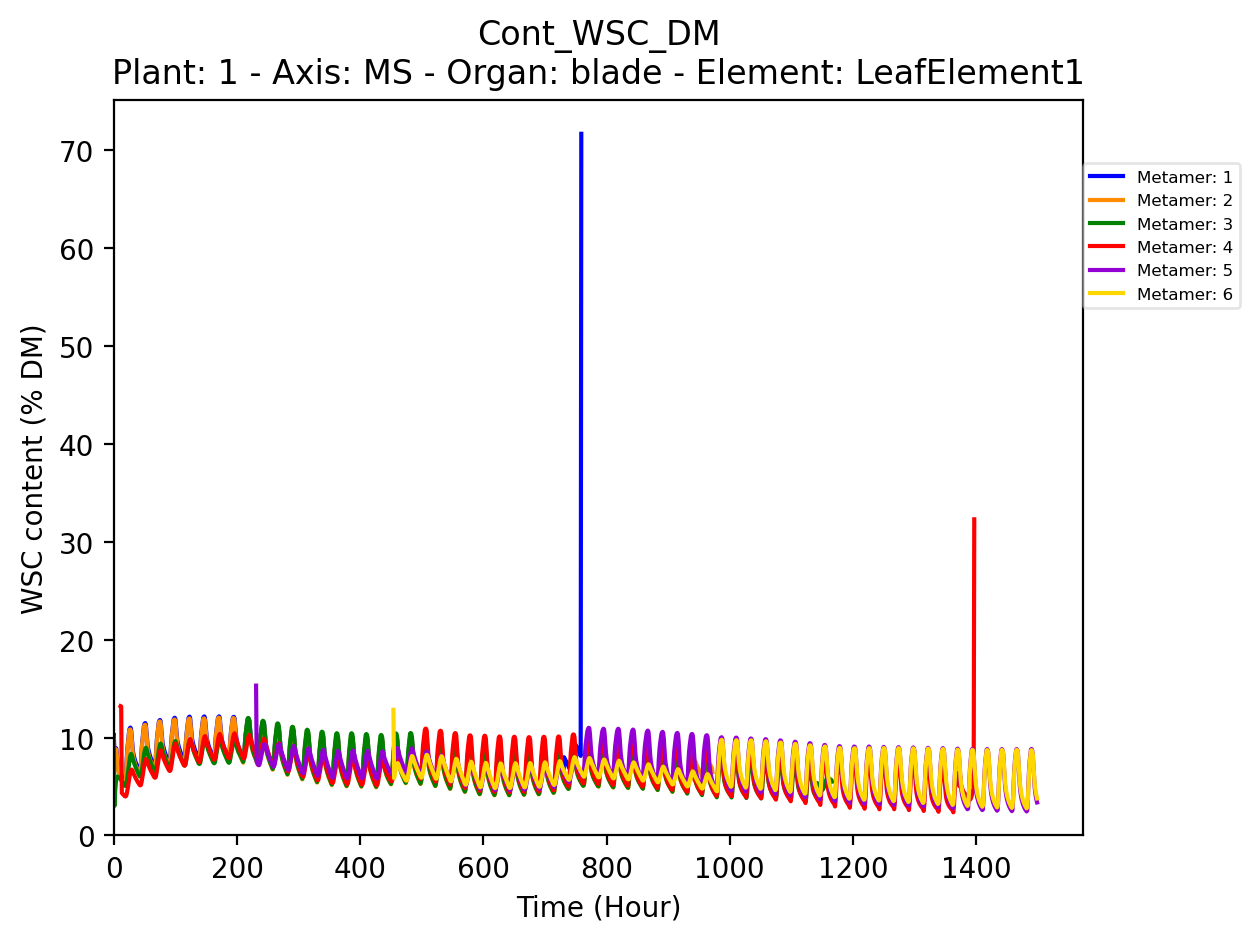 Cont_WSC_DM
Plant: 1 - Axis: MS - Organ: blade - Element: LeafElement1
WSC content (% DM)
70
60
50
40
30
20
10
0
0 200 400 600 800 1000 1200 1400
Time (Hour)
Metamer: 1
Metamer: 2
Metamer: 3
Metamer: 4
Metamer: 5
Metamer: 6